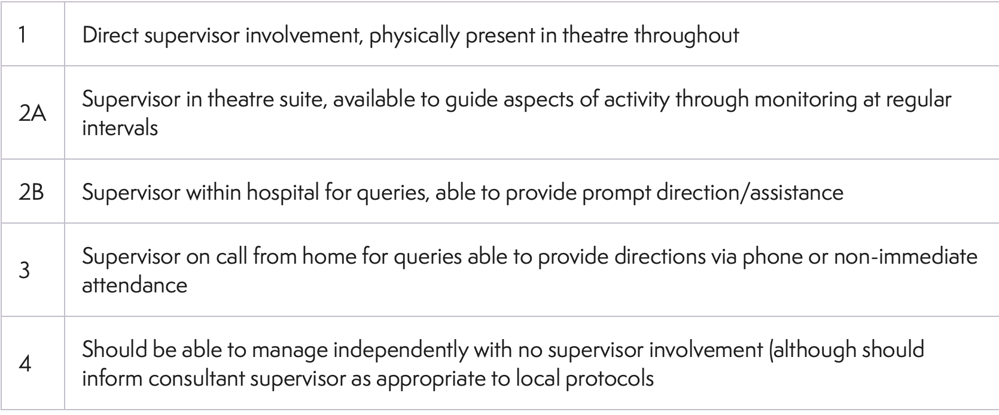 1
Direct supervisor involvement, physically present in theatre throughout
2A
Supervisor in theatre suite, available to guide aspects of activity through monitoring at regular
intervals
2B
Supervisor within hospital for queries, able to provide prompt direction/assistance
3
Supervisor on call from home for queries able to provide directions via phone or non-immediate
attendance
4
Should be able to manage independently with no supervisor involvement (although should
inform consultant supervisor as appropriate to local protocols